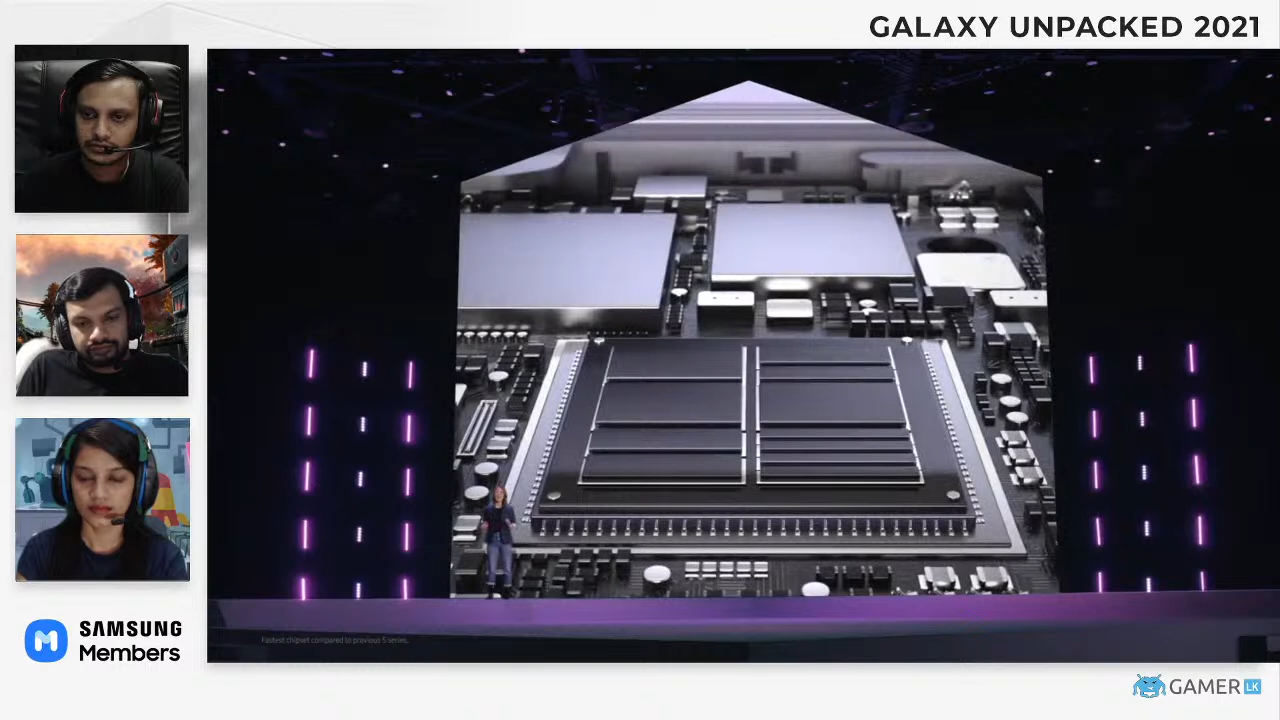 GALAXY UNPACKED 2021
Fastest chipset compared to previous S series.
SAMSUNG
Members
GAMER LK